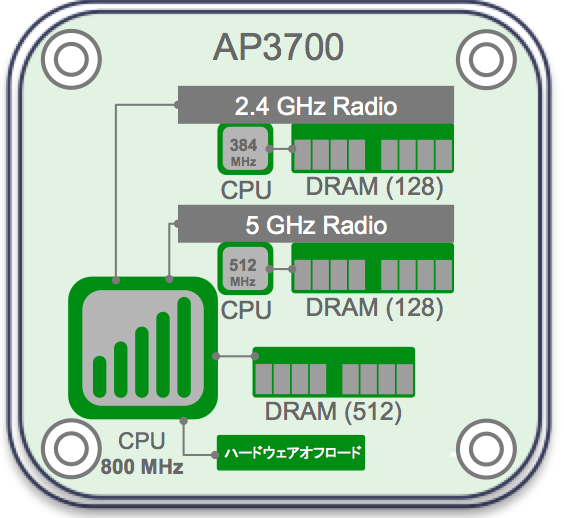 AP3700
2.4 GHz Radio
384
MHz
CPU
DRAM (128)
5 GHz Radio
512
MHz
CPU
DRAM (128)
DRAM (512)
CPU
800 MHz
ハードウェアオフロード